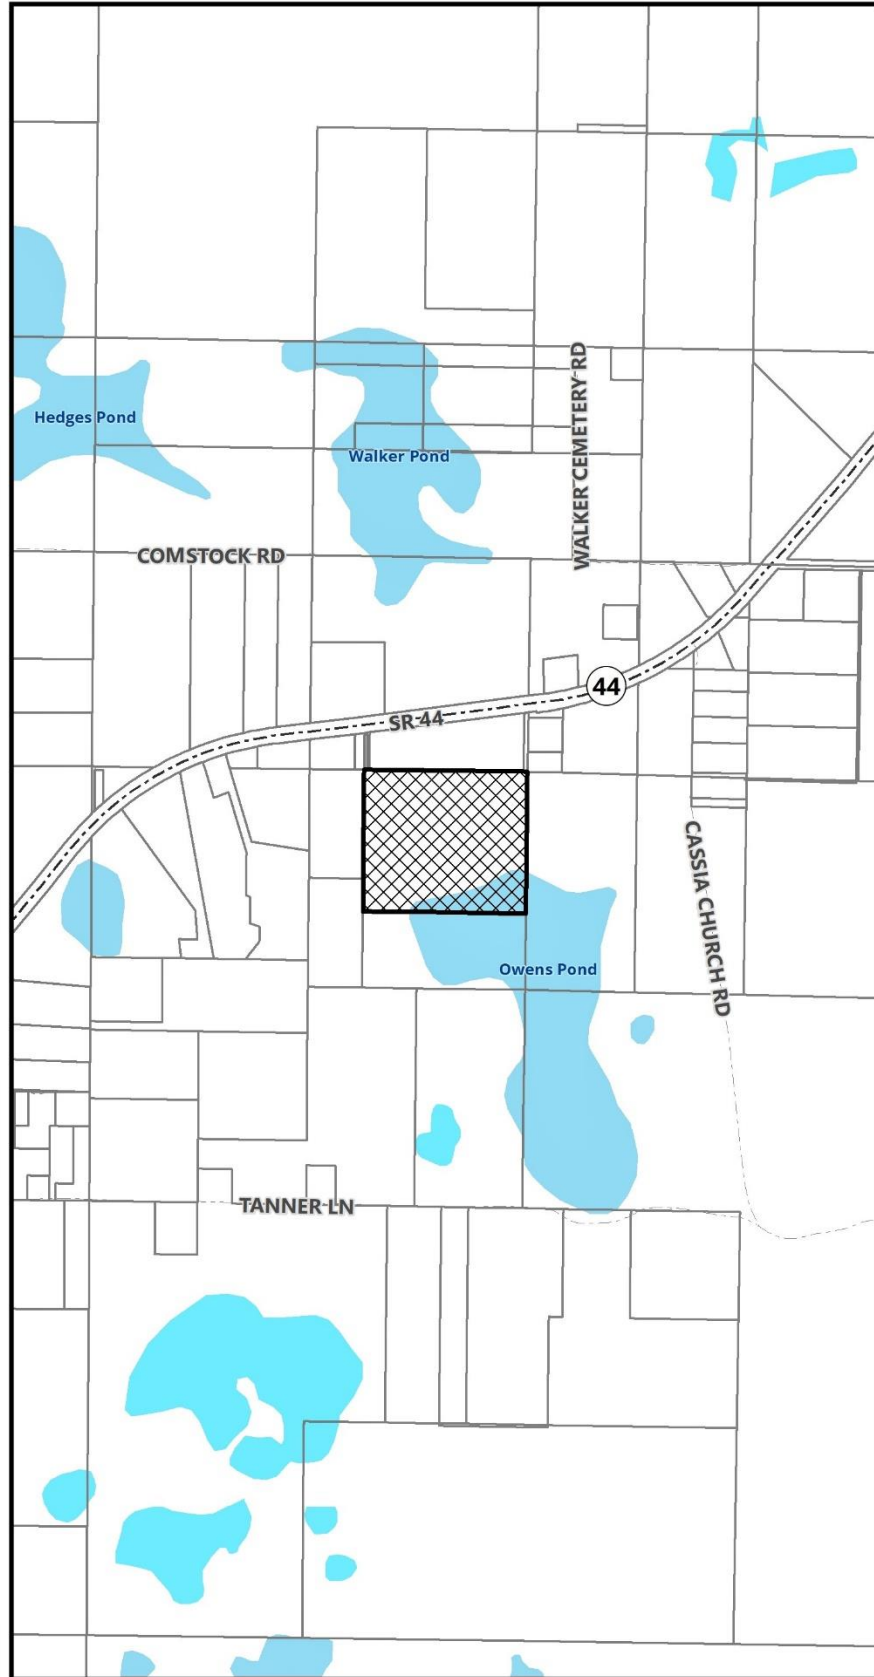 WALKER CEMETERY RD
Hedges Pond
Walker Pond
COMSTOCK RD
44
SR 44
CASSIA CHURCH RD
Owens Pond
TANNER LN